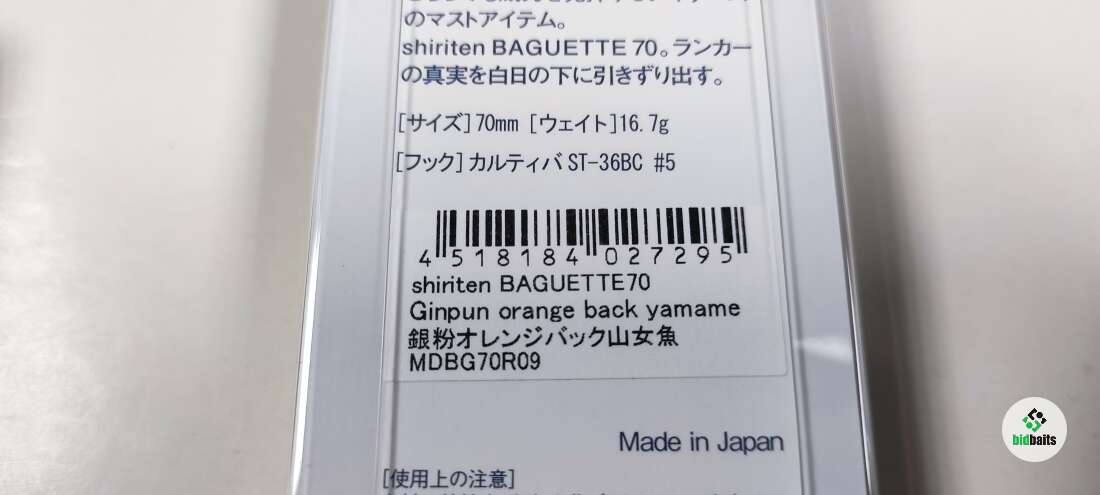 のマストアイテム。
shiriten BAGUETTE 70。ランカー
の真実を白日の下に引きずり出す。
[サイズ]70mm [ウェイト]16.7g
[フック]カルティバ ST-36BC #5
4 518184 027295
shiriten BAGUETTE70
Ginpun orange back yamame
銀粉オレンジバック山女魚
MDBG70R09
Made in Japan
[使用上の注意]
bidbaits